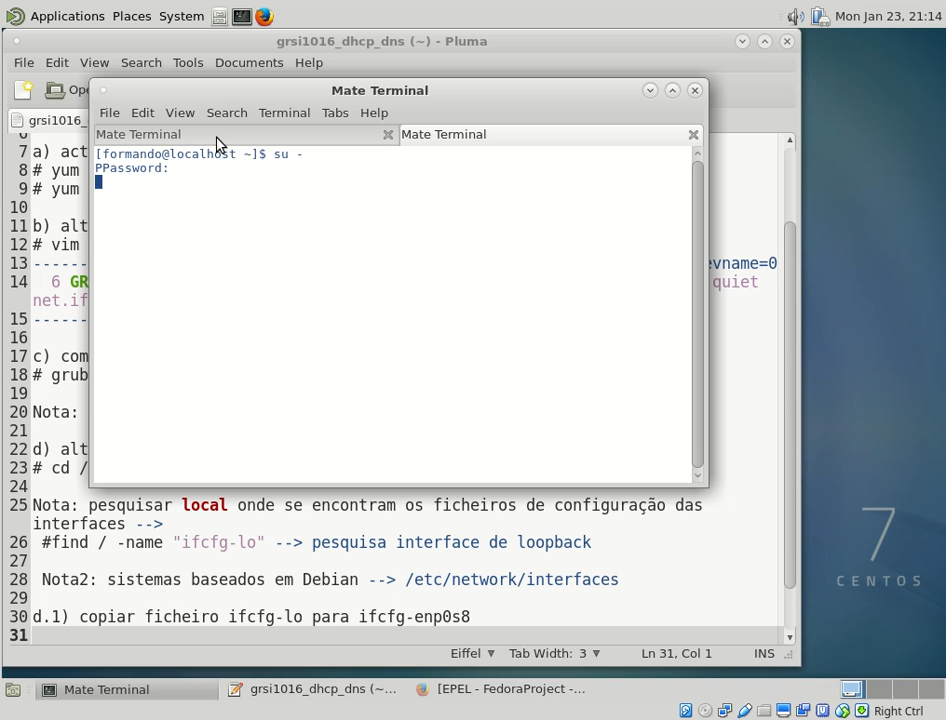 Applications Places System Mon Jan 23, 21:14
grsi1016_dhcp_dns (~) - Pluma
File Edit View Search Tools Documents Help
Ope
grsi1016_
Mate Terminal
File Edit View Search Terminal Tabs Help
Mate Terminal Mate Terminal
[formando@localhost ~]$ su -
PPassword:
6
7 a) act
8 # yum
9 # yum
10
11 b) alt
12 # vim
13 ------ evname=0
14 6 GR quiet
net.if
15 ------
16
17 c) com
18 # grub
19
20 Nota:
21
22 d) alt
23 # cd /
24
25 Nota: pesquisar local onde se encontram os ficheiros de configuração das
interfaces -->
26 #find / -name "ifcfg-lo" --> pesquisa interface de loopback
27
28 Nota2: sistemas baseados em Debian --> /etc/network/interfaces
29
30 d.1) copiar ficheiro ifcfg-lo para ifcfg-enp0s8
31
Eiffel Tab Width: 3 Ln 31, Col 1 INS
7
CENTOS
Mate Terminal grsi1016_dhcp_dns (~... [EPEL - FedoraProject -...
Right Ctrl